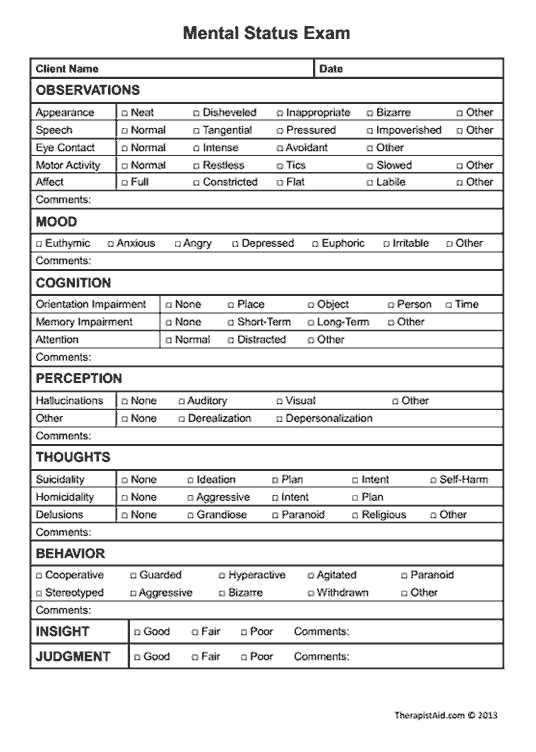 Mental Status Exam
Client Name Date
OBSERVATIONS
Appearance Neat Disheveled Inappropriate Bizarre Other
Speech Normal Tangential Pressured Impoverished Other
Eye Contact Normal Intense Avoidant Other
Motor Activity Normal Restless Tics Slowed Other
Affect Full Constricted Flat Labile Other
Comments:
MOOD
Euthymic Anxious Angry Depressed Euphoric Irritable Other
Comments:
COGNITION
Orientation Impairment None Place Object Person Time
Memory Impairment None Short-Term Long-Term Other
Attention Normal Distracted Other
Comments:
PERCEPTION
Hallucinations None Auditory Visual Other
Other None Derealization Depersonalization
Comments:
THOUGHTS
Suicidality None Ideation Plan Intent Self-Harm
Homicidality None Aggressive Intent Plan
Delusions None Grandiose Paranoid Religious Other
Comments:
BEHAVIOR
Cooperative Guarded Hyperactive Agitated Paranoid
Stereotyped Aggressive Bizarre Withdrawn Other
Comments:
INSIGHT Good Fair Poor Comments:
JUDGMENT Good Fair Poor Comments:
TherapistAid.com © 2013